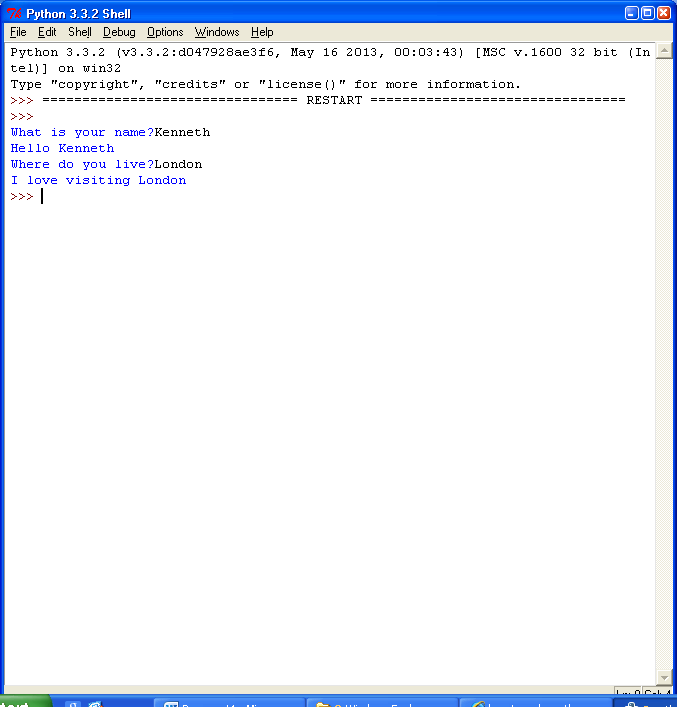 Python 3.3.2 Shell
File Edit Shell Debug Options Windows Help
Python 3.3.2 (v3.3.2:d047928ae3f6, May 16 2013, 00:03:43) [MSC v.1600 32 bit (In
tel)] on win32
Type "copyright", "credits" or "license()" for more information.
>>> ================================ RESTART ================================
>>>
What is your name?Kenneth
Hello Kenneth
Where do you live?London
I love visiting London
>>>